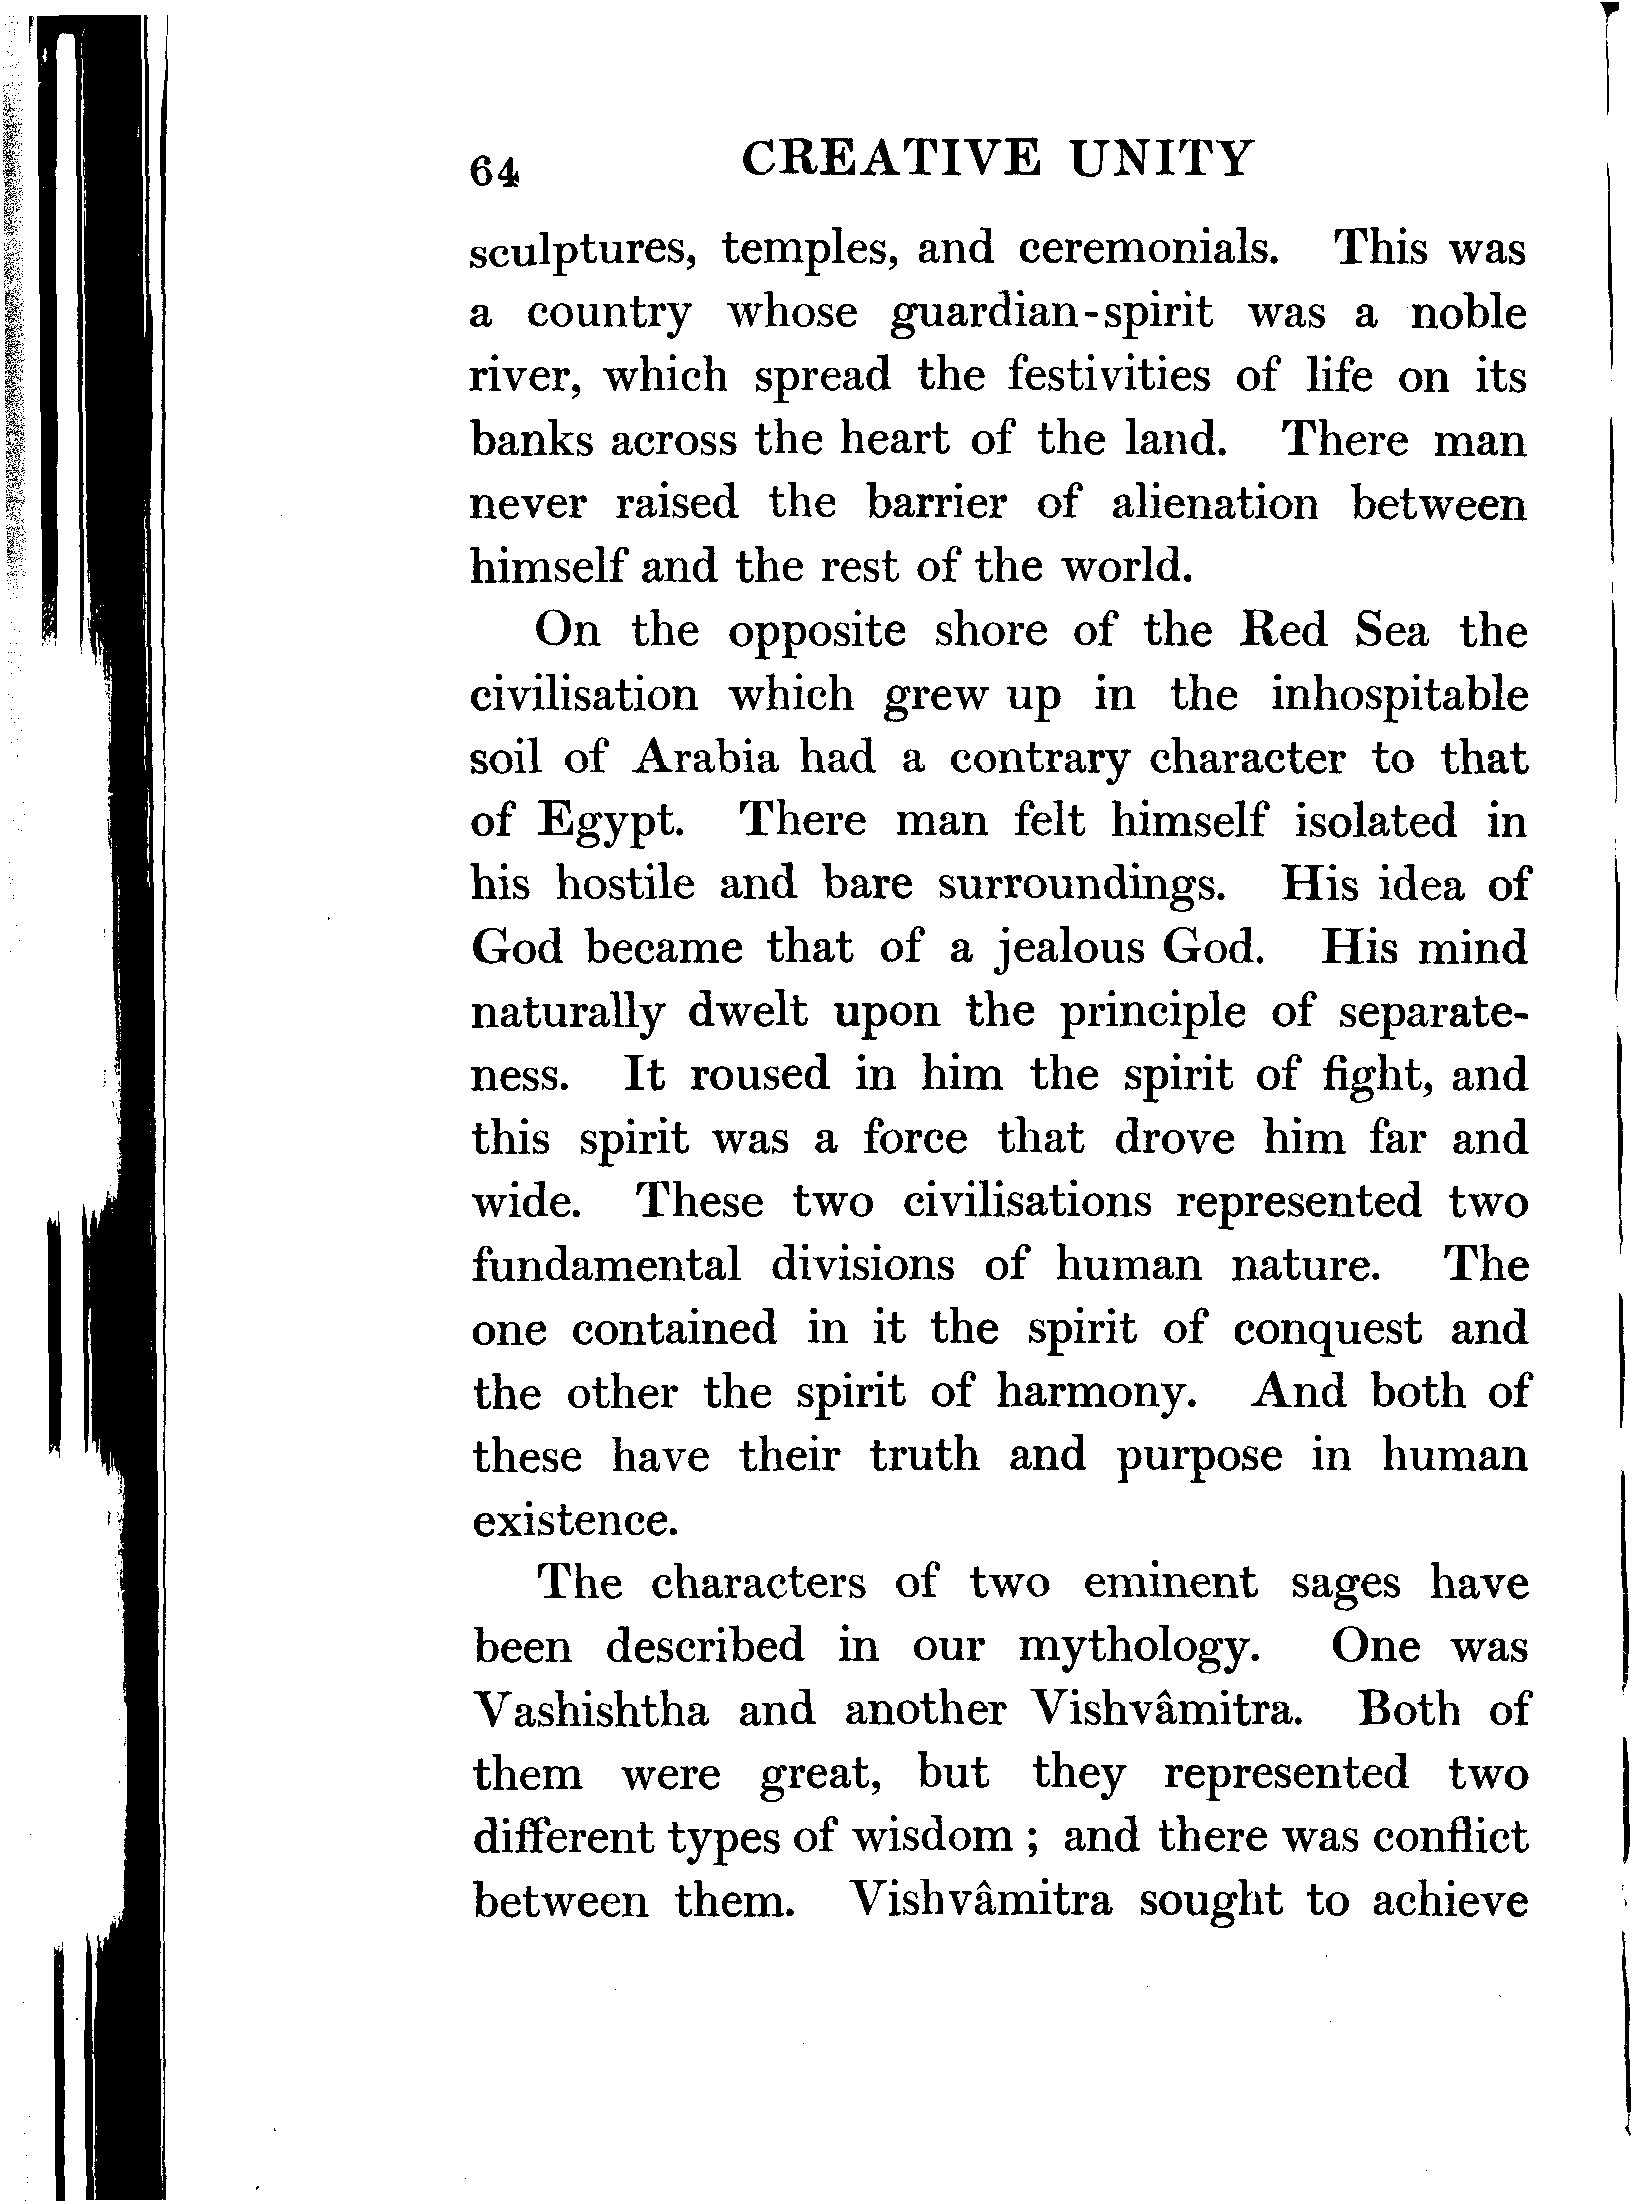 64 CREATIVE UNITY
sculptures, temples, and ceremonials. This was
a country whose guardian-spirit was a noble
river, which spread the festivities of life on its
banks across the heart of the land. There man
never raised the barrier of alienation between
himself and the rest of the world.
On the opposite shore of the Red Sea the
civilisation which grew up in the inhospitable
soil of Arabia had a contrary character to that
of Egypt. There man felt himself isolated in
his hostile and bare surroundings. His idea of
God became that of a jealous God. His mind
naturally dwelt upon the principle of separate-
ness. It roused in him the spirit of fight, and
this spirit was a force that drove him far and
wide. These two civilisations represented two
fundamental divisions of human nature. The
one contained in it the spirit of conquest and
the other the spirit of harmony. And both of
these have their truth and purpose in human
existence.
The characters of two eminent sages have
been described in our mythology. One was
Vashishtha and another Vishvâmitra. Both of
them were great, but they represented two
different types of wisdom ; and there was conflict
between them. Vishvâmitra sought to achieve